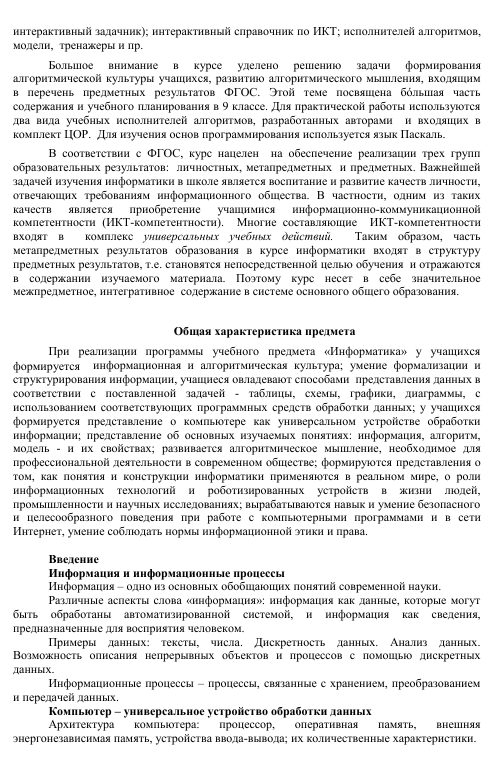 интерактивный задачник); интерактивный справочник по ИКТ; исполнителей алгоритмов,
модели, тренажеры и пр.
Большое внимание в курсе уделено решению задачи формирования
алгоритмической культуры учащихся, развитию алгоритмического мышления, входящим
в перечень предметных результатов ФГОС. Этой теме посвящена бо́льшая часть
содержания и учебного планирования в 9 классе. Для практической работы используются
два вида учебных исполнителей алгоритмов, разработанных авторами и входящих в
комплект ЦОР. Для изучения основ программирования используется язык Паскаль.
В соответствии с ФГОС, курс нацелен на обеспечение реализации трех групп
образовательных результатов: личностных, метапредметных и предметных. Важнейшей
задачей изучения информатики в школе является воспитание и развитие качеств личности,
отвечающих требованиям информационного общества. В частности, одним из таких
качеств является приобретение учащимися информационно-коммуникационной
компетентности (ИКТ-компетентности). Многие составляющие ИКТ-компетентности
входят в комплекс универсальных учебных действий. Таким образом, часть
метапредметных результатов образования в курсе информатики входят в структуру
предметных результатов, т.е. становятся непосредственной целью обучения и отражаются
в содержании изучаемого материала. Поэтому курс несет в себе значительное
межпредметное, интегративное содержание в системе основного общего образования.
Общая характеристика предмета
При реализации программы учебного предмета «Информатика» у учащихся
формируется информационная и алгоритмическая культура; умение формализации и
структурирования информации, учащиеся овладевают способами представления данных в
соответствии с поставленной задачей - таблицы, схемы, графики, диаграммы, с
использованием соответствующих программных средств обработки данных; у учащихся
формируется представление о компьютере как универсальном устройстве обработки
информации; представление об основных изучаемых понятиях: информация, алгоритм,
модель - и их свойствах; развивается алгоритмическое мышление, необходимое для
профессиональной деятельности в современном обществе; формируются представления о
том, как понятия и конструкции информатики применяются в реальном мире, о роли
информационных технологий и роботизированных устройств в жизни людей,
промышленности и научных исследованиях; вырабатываются навык и умение безопасного
и целесообразного поведения при работе с компьютерными программами и в сети
Интернет, умение соблюдать нормы информационной этики и права.
Введение
Информация и информационные процессы
Информация – одно из основных обобщающих понятий современной науки.
Различные аспекты слова «информация»: информация как данные, которые могут
быть обработаны автоматизированной системой, и информация как сведения,
предназначенные для восприятия человеком.
Примеры данных: тексты, числа. Дискретность данных. Анализ данных.
Возможность описания непрерывных объектов и процессов с помощью дискретных
данных.
Информационные процессы – процессы, связанные с хранением, преобразованием
и передачей данных.
Компьютер – универсальное устройство обработки данных
Архитектура компьютера: процессор, оперативная память, внешняя
энергонезависимая память, устройства ввода-вывода; их количественные характеристики.